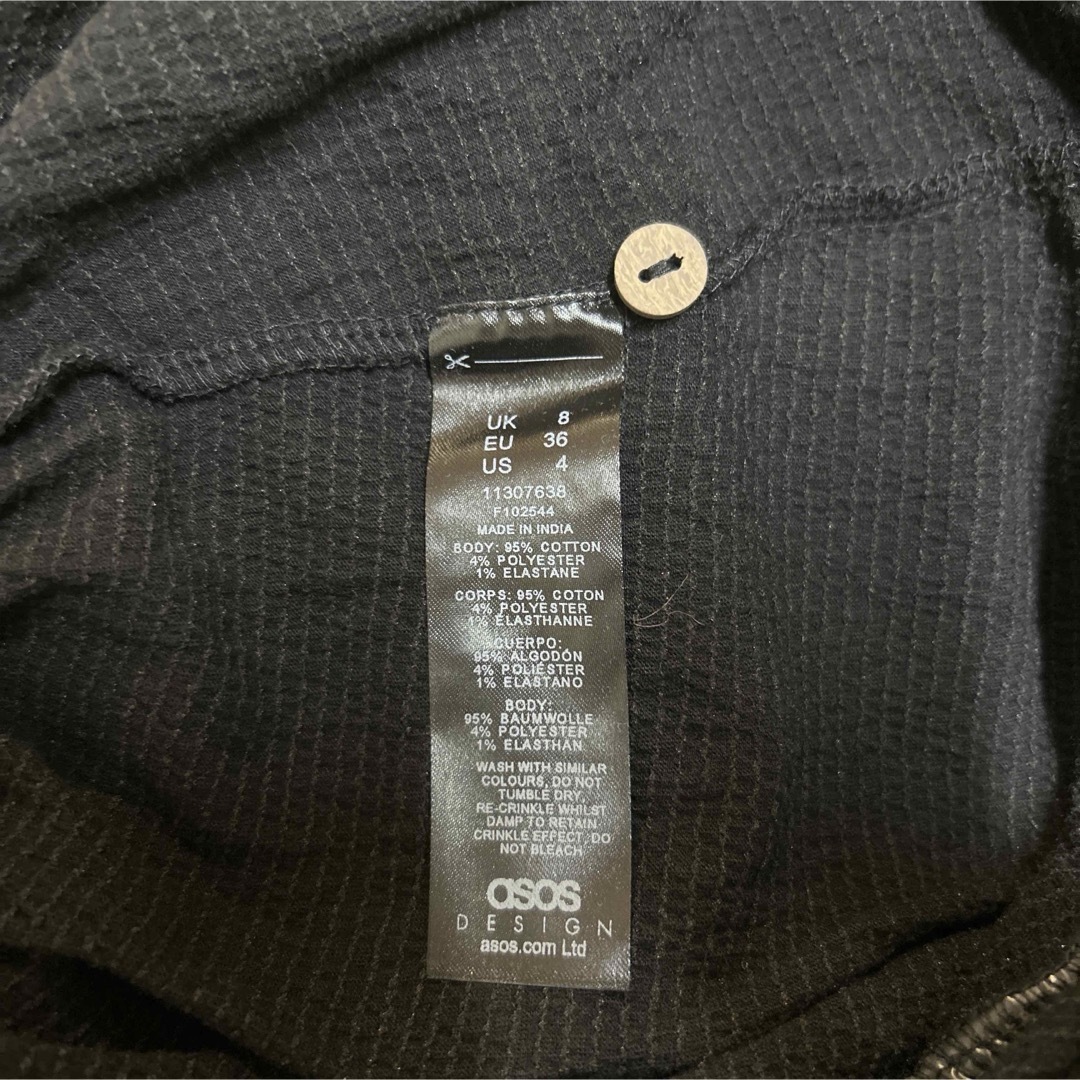 UK 8
EU 36
US 4
11307638
F102544
MADE IN INDIA
BODY: 95% COTTON
4% POLYESTER
1% ELASTANE
CORPS: 95% COTON
4% POLYESTER
1% ÉLASTHANNE
CUERPO:
95% ALGODÓN
4% POLIÉSTER
1% ELASTANO
BODY:
95% BAUMWOLLE
4% POLYESTER
1% ELASTHAN
WASH WITH SIMILAR
COLOURS, DO NOT
TUMBLE DRY,
RE-CRINKLE WHILST
DAMP TO RETAIN
CRINKLE EFFECT, DO
NOT BLEACH
asos
DESIGN
asos.com Ltd